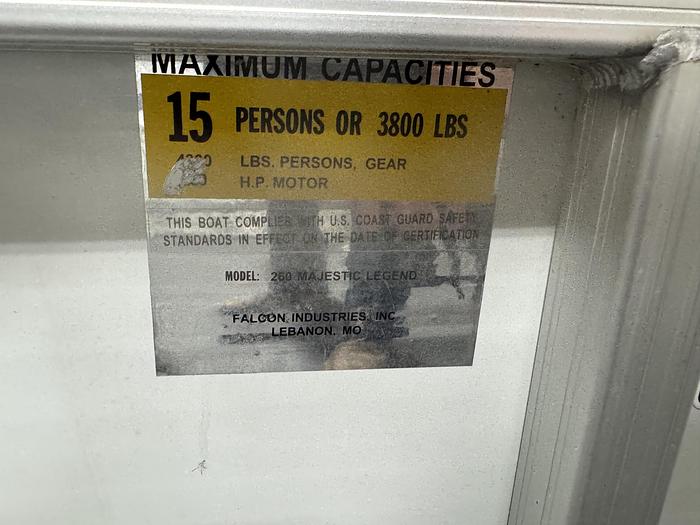 MAXIMUM CAPACITIES
15 PERSONS OR 3800 LBS
LBS. PERSONS, GEAR
H.P. MOTOR
THIS BOAT COMPLIES WITH U.S. COAST GUARD SAFETY
STANDARDS IN EFFECT ON THE DATE OF CERTIFICATION
MODEL: 260 MAJESTIC LEGEND
FALCON INDUSTRIES, INC
LEBANON, MO